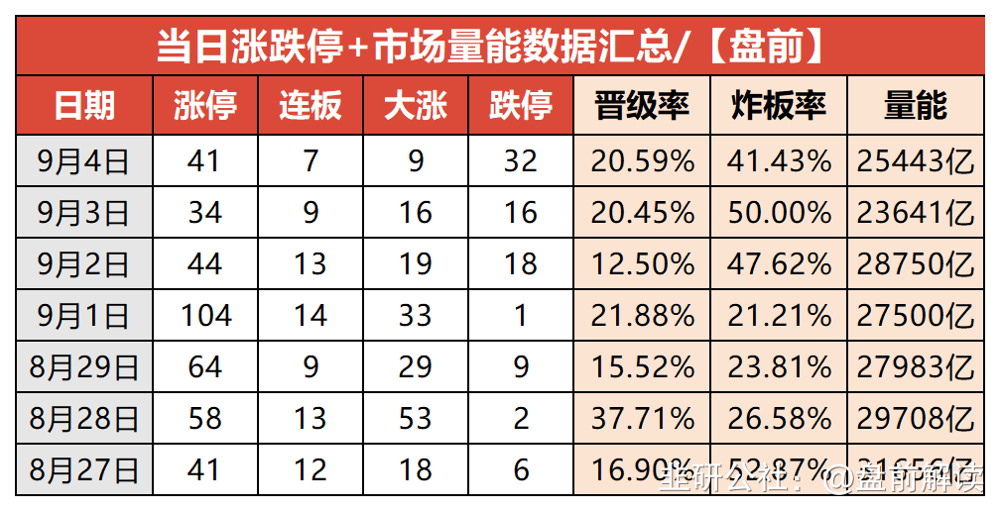 当日涨跌停+市场量能数据汇总/【盘前】
日期 涨停 连板 大涨 跌停 晋级率 炸板率 量能
9月4日 41 7 9 32 20.59% 41.43% 25443亿
9月3日 34 9 16 16 20.45% 50.00% 23641亿
9月2日 44 13 19 18 12.50% 47.62% 28750亿
9月1日 104 14 33 1 21.88% 21.21% 27500亿
8月29日 64 9 29 9 15.52% 23.81% 27983亿
8月28日 58 13 53 2 37.71% 26.58% 29708亿
8月27日 41 12 18 6 16.90% 52.87% 31656亿
韭研公社：@盘前解读